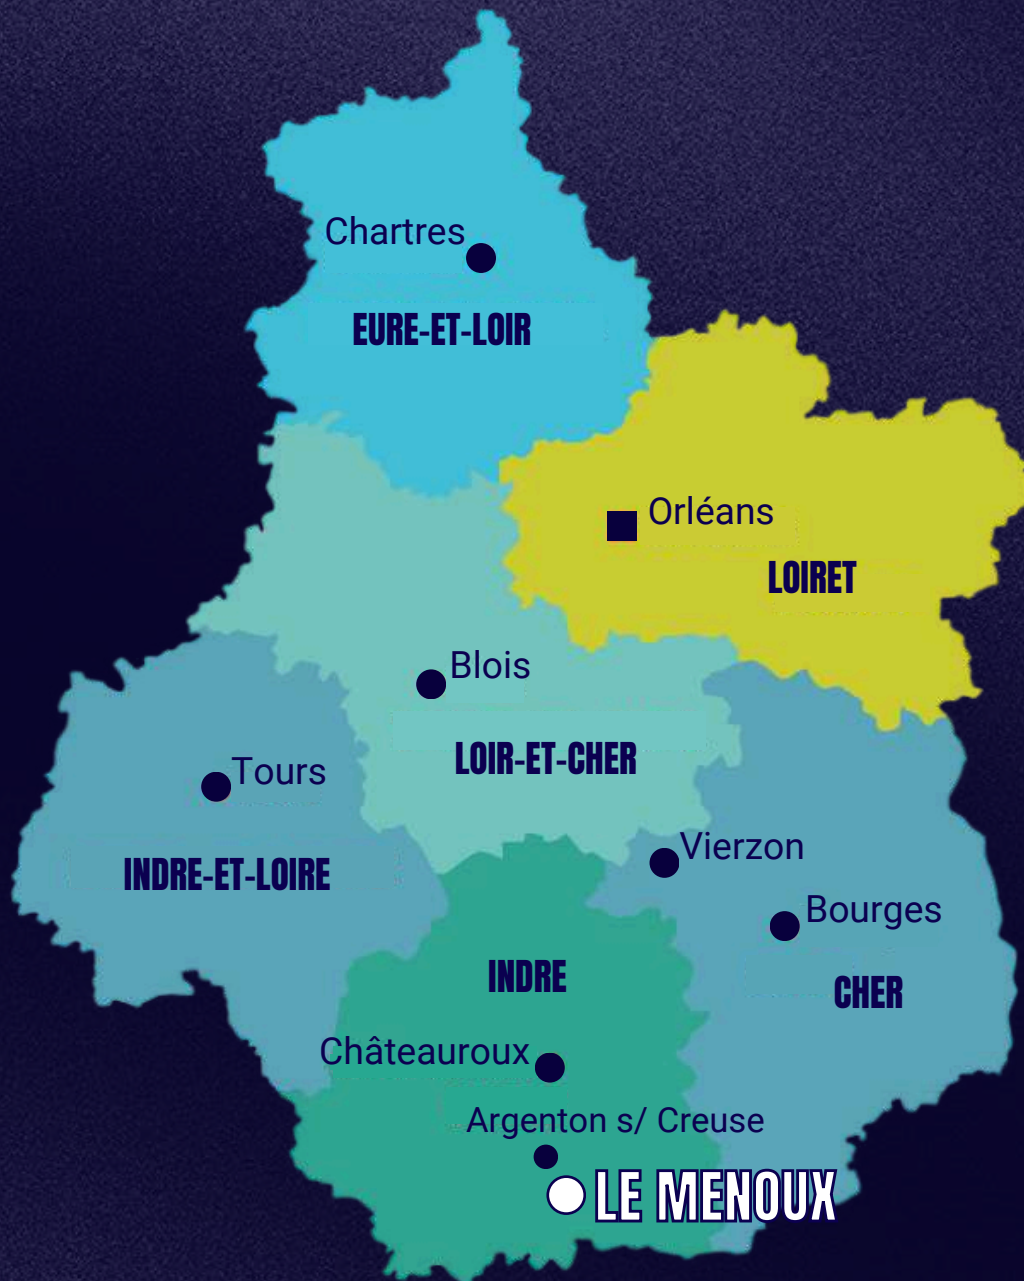 Chartres
EURE-ET-LOIR
Orléans
LOIRET
Blois
LOIR-ET-CHER
Tours
INDRE-ET-LOIRE
Vierzon
Bourges
INDRE
CHER
Châteauroux
Argenton s/ Creuse
LE MENOUX